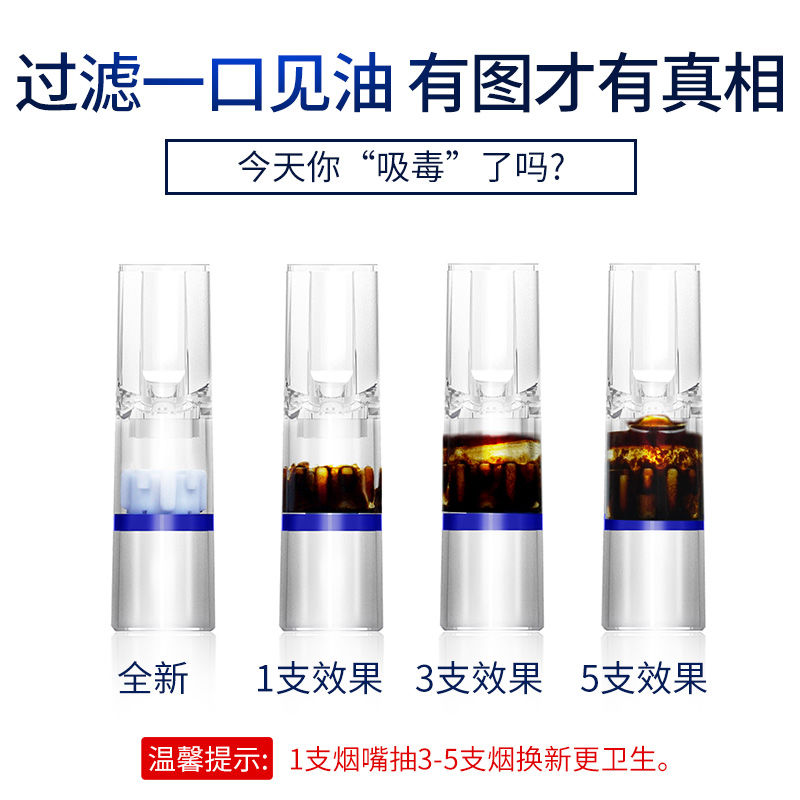 过滤一口见油 有图才有真相
今天你“吸毒”了吗?
全新 1支效果 3支效果 5支效果
温馨提示: 1支烟嘴抽3-5支烟换新更卫生。